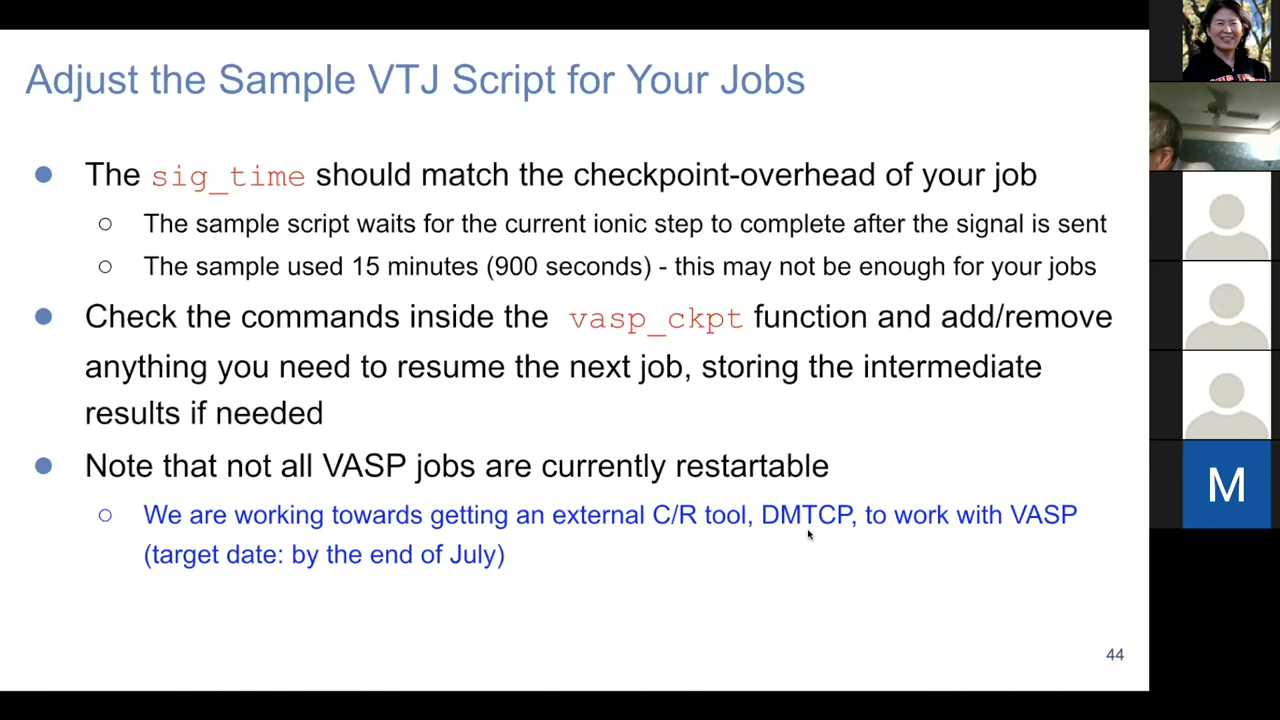 Adjust the Sample VTJ Script for Your Jobs
● The sig_time should match the checkpoint-overhead of your job
○ The sample script waits for the current ionic step to complete after the signal is sent
○ The sample used 15 minutes (900 seconds) - this may not be enough for your jobs
● Check the commands inside the vasp_ckpt function and add/remove
anything you need to resume the next job, storing the intermediate
results if needed
● Note that not all VASP jobs are currently restartable
○ We are working towards getting an external C/R tool, DMTCP, to work with VASP
(target date: by the end of July)
44
M